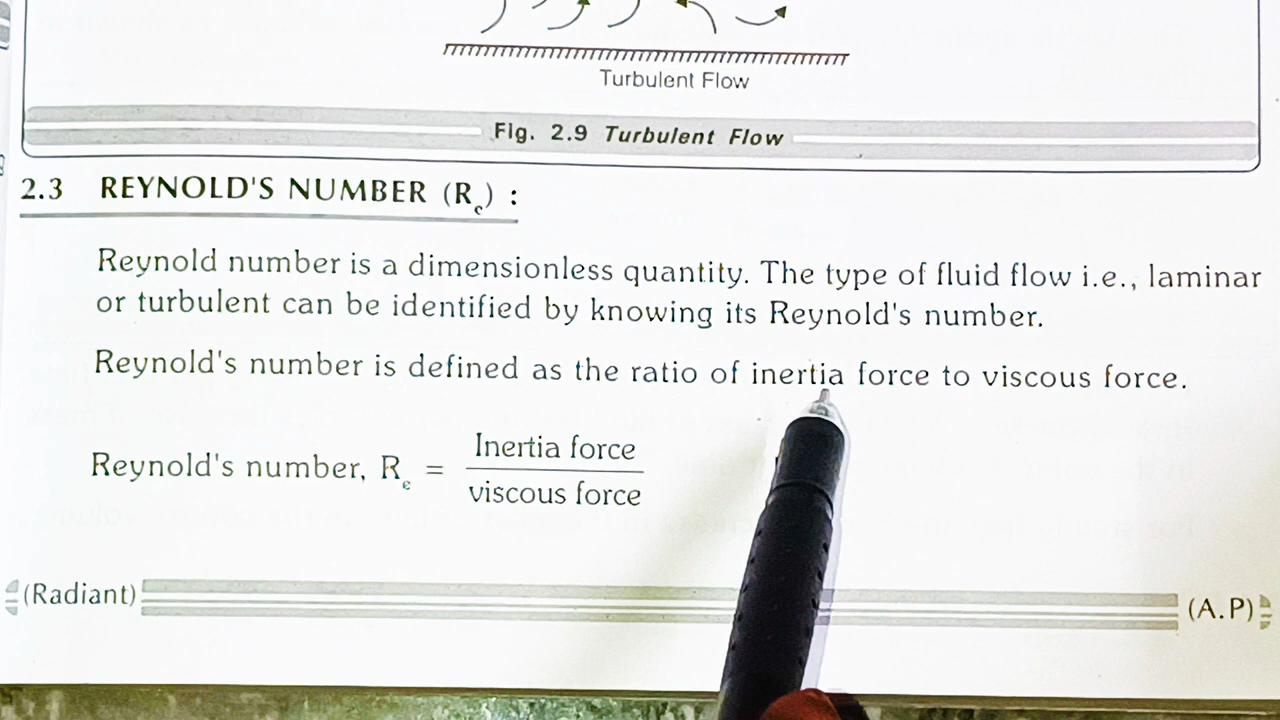 Turbulent Flow
Fig. 2.9 Turbulent Flow
2.3 REYNOLD'S NUMBER (Re) :
Reynold number is a dimensionless quantity. The type of fluid flow i.e., laminar
or turbulent can be identified by knowing its Reynold's number.
Reynold's number is defined as the ratio of inertia force to viscous force.
Reynold's number, Re = Inertia force
viscous force
(Radiant)
(A.P)